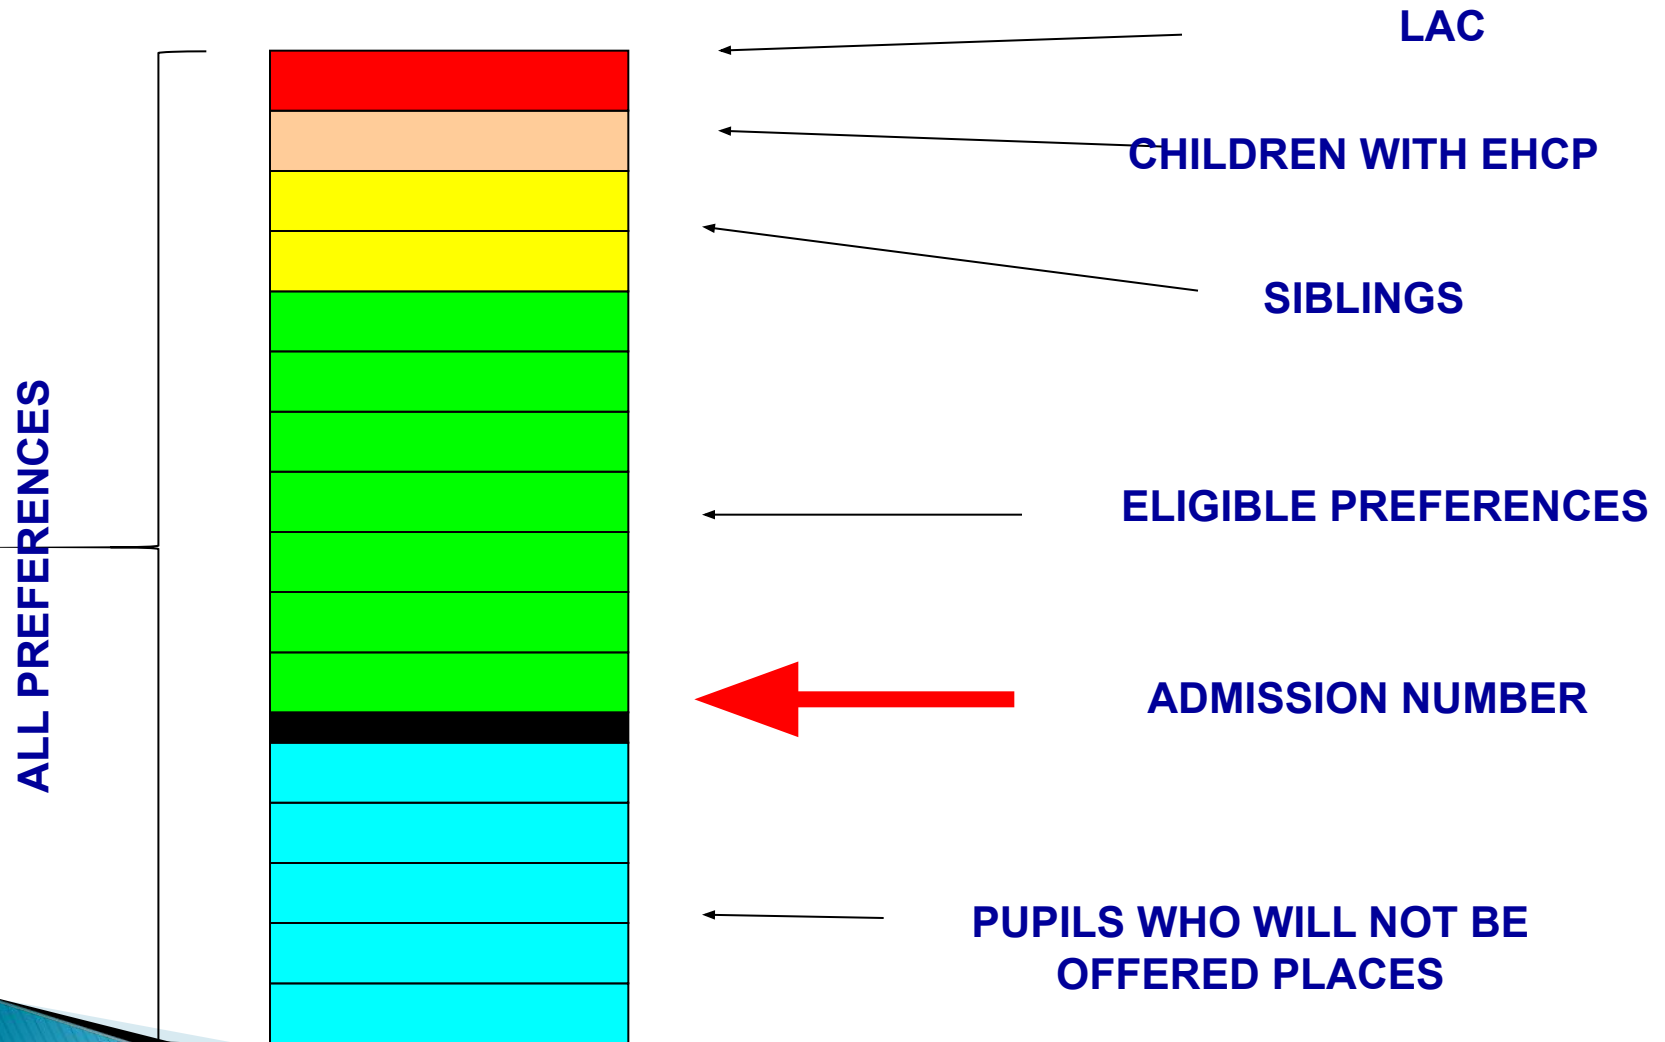 LAC
CHILDREN WITH EHCP
SIBLINGS
ALL PREFERENCES
ELIGIBLE PREFERENCES
ADMISSION NUMBER
PUPILS WHO WILL NOT BE
OFFERED PLACES